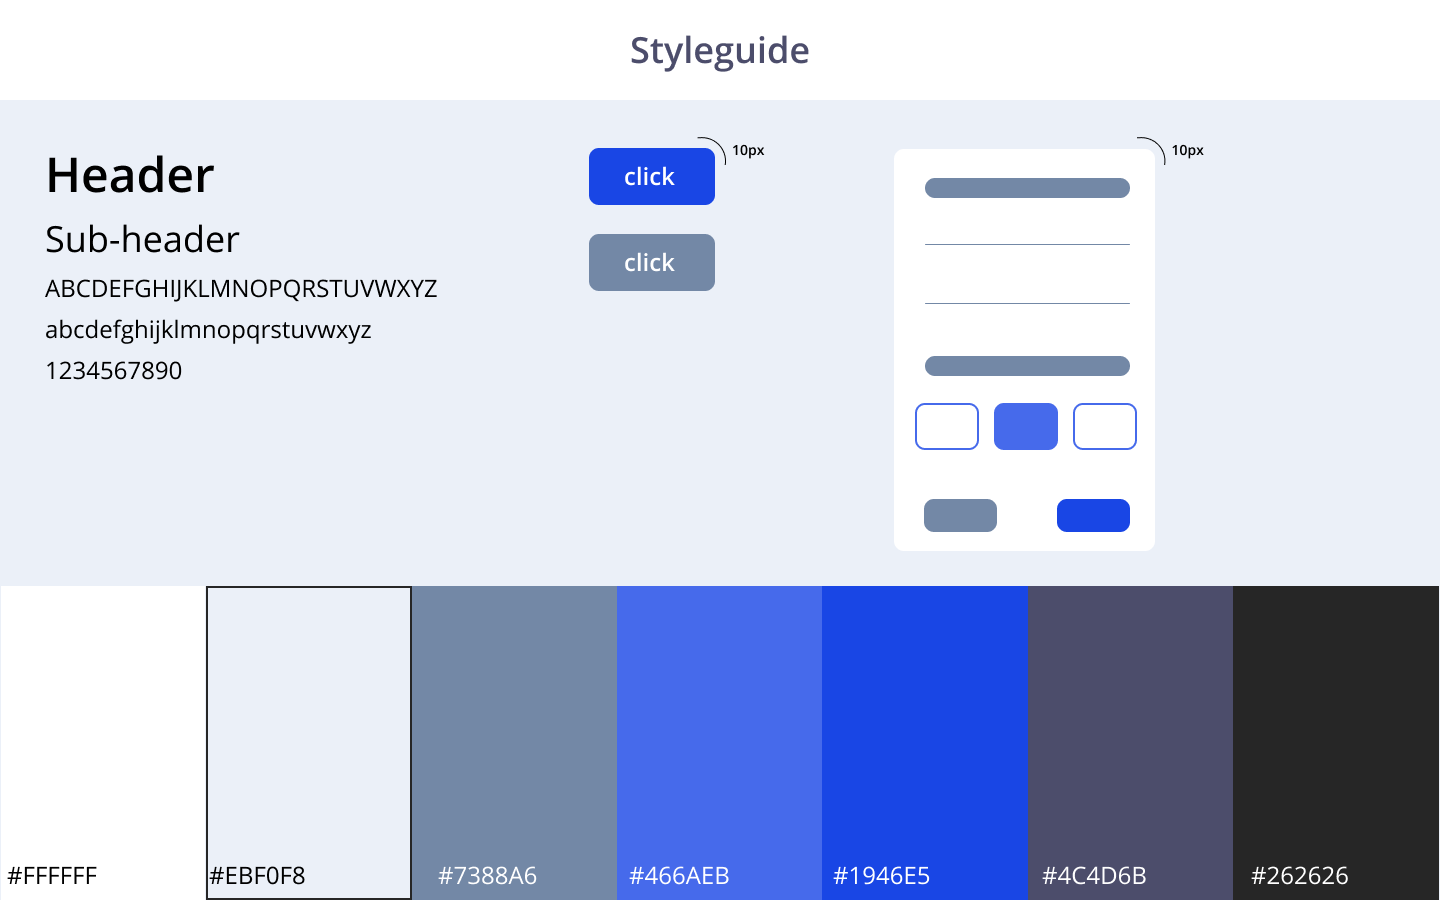 Styleguide
Header
Sub-header
ABCDEFGHIJKLMNOPQRSTUVWXYZ
abcdefghijklmnopqrstuvwxyz
1234567890
click
10px
click
10px
#FFFFFF
#EBF0F8
#7388A6
#466AEB
#1946E5
#4C4D6B
#262626